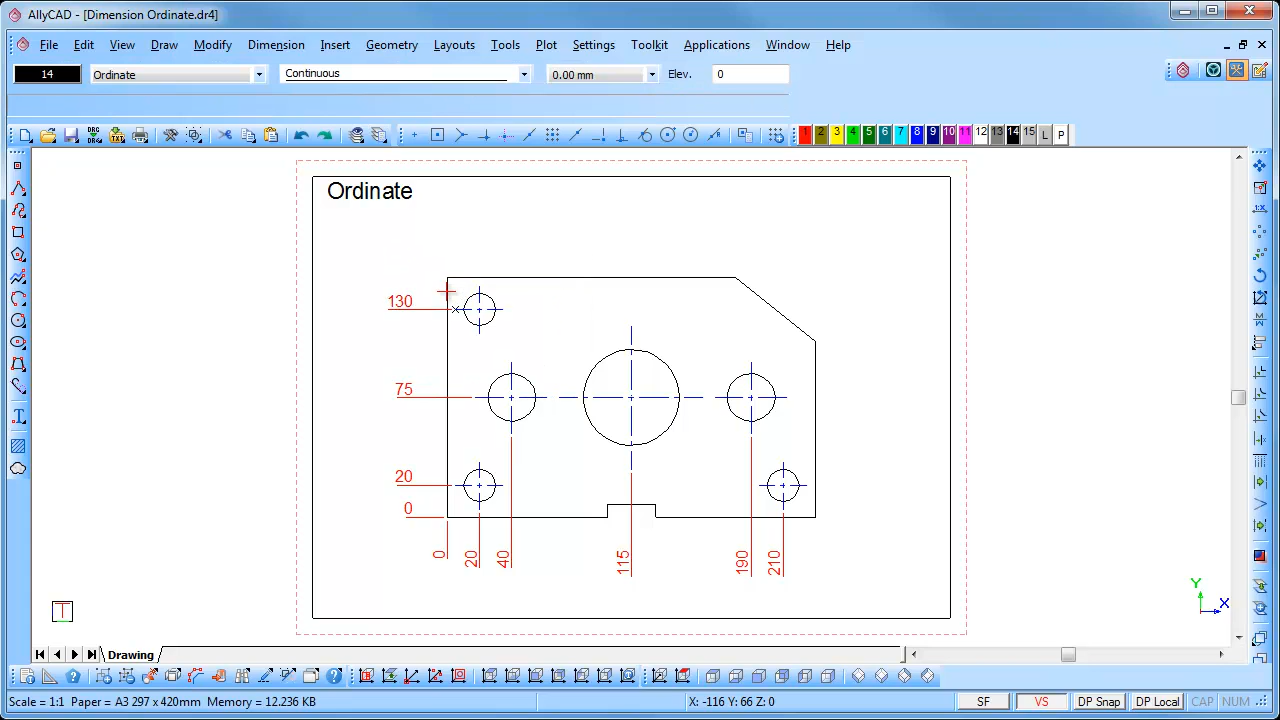 AllyCAD - [Dimension Ordinate.dr4]
File Edit View Draw Modify Dimension Insert Geometry Layouts Tools Plot Settings Toolkit Applications Window Help
14 Ordinate Continuous 0.00 mm Elev. 0
1 2 3 4 5 6 7 8 9 10 11 12 13 14 15 L P
Ordinate
130
75
20
0
0 20 40 115 190 210
T
Y
X
Drawing
Scale = 1:1 Paper = A3 297 x 420mm Memory = 12.236 KB X: -116 Y: 66 Z: 0 SF VS DP Snap DP Local CAP NUM